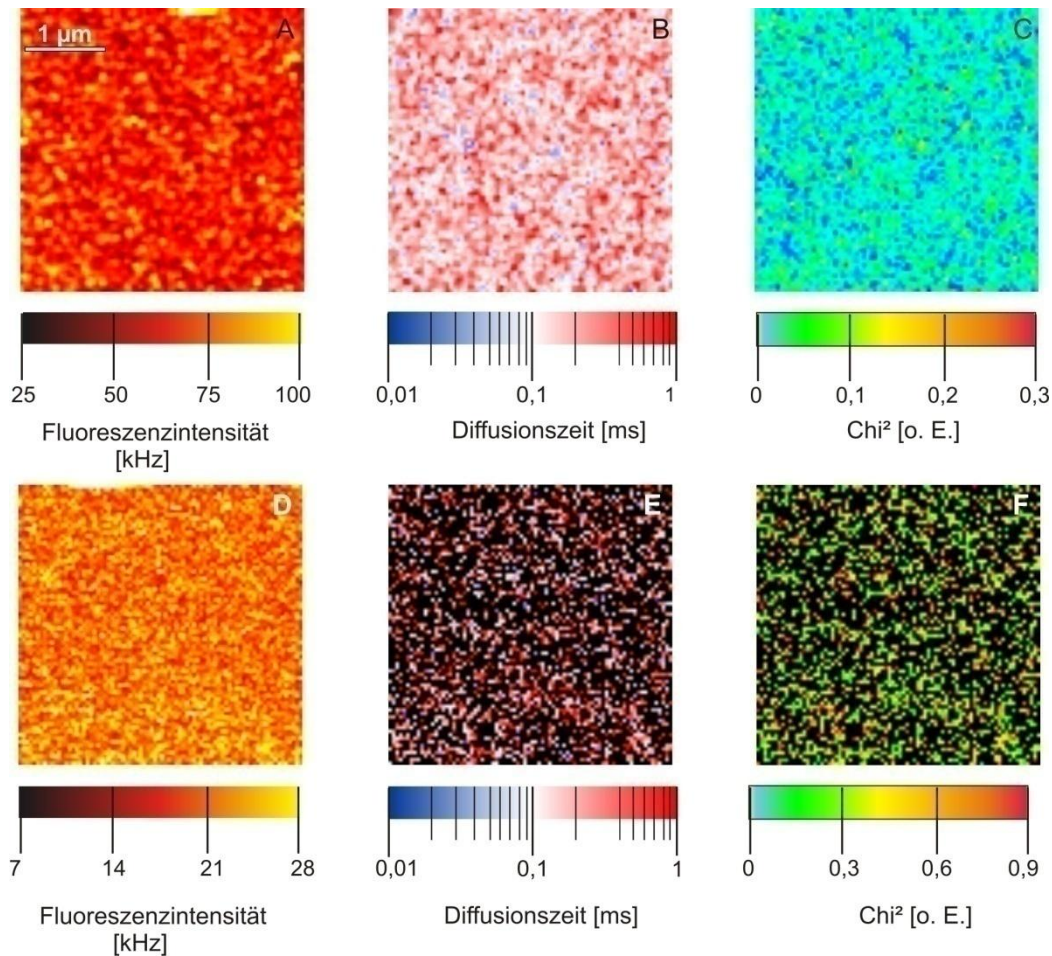 A B C
1 µm
25 50 75 100 0,01 0,1 1 0 0,1 0,2 0,3
Fluoreszenzintensität Diffusionszeit [ms] Chi² [o. E.]
[kHz]
D E F
7 14 21 28 0,01 0,1 1 0 0,3 0,6 0,9
Fluoreszenzintensität Diffusionszeit [ms] Chi² [o. E.]
[kHz]